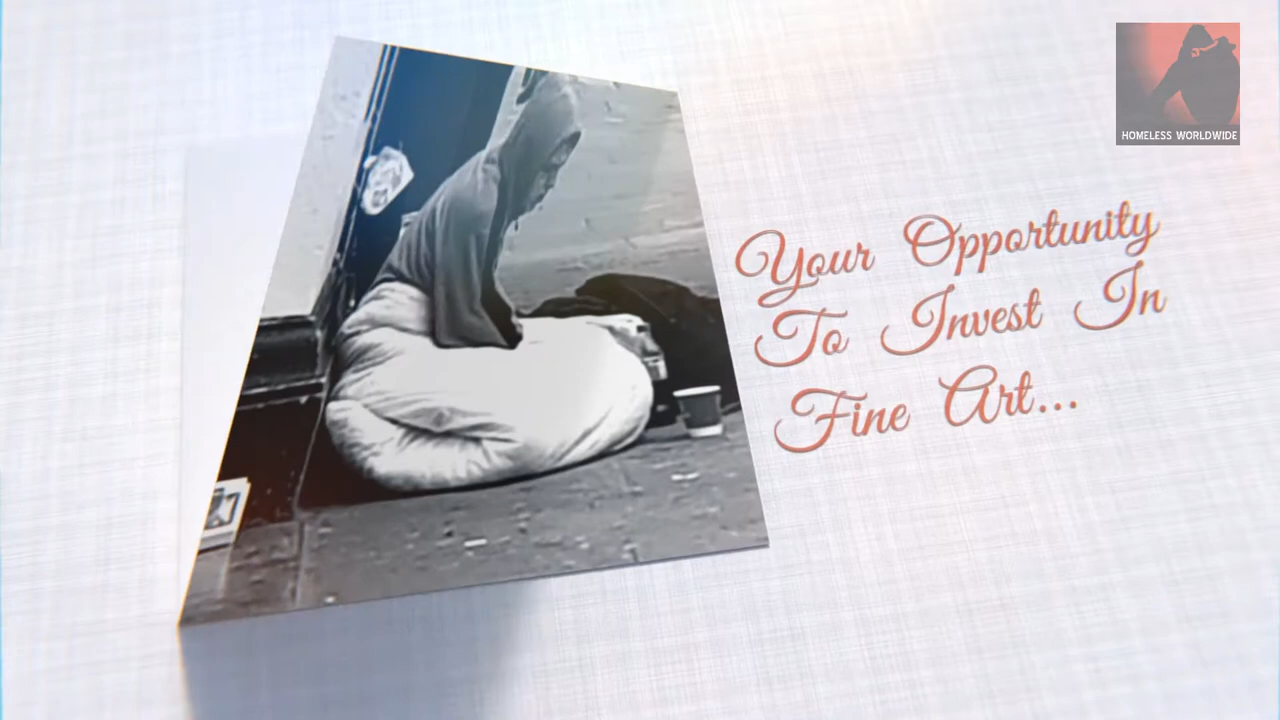 HOMELESS WORLDWIDE
Your Opportunity
To Invest In
Fine Art...